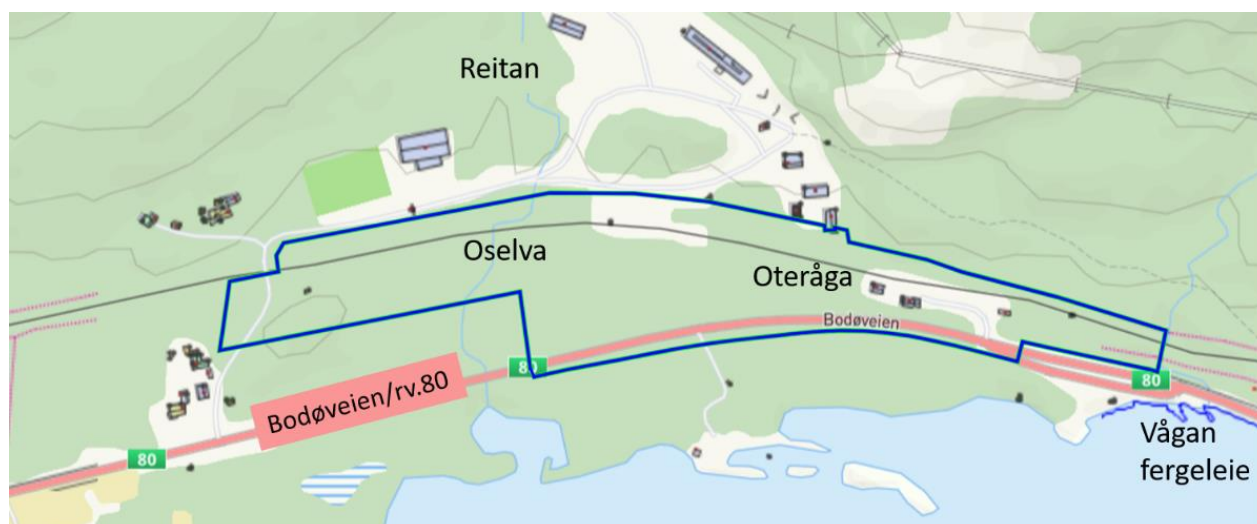 Reitan
Oselva
Oteråga
Bodøveien
80
Bodøveien/rv.80
80
80
Vågan
fergeleie